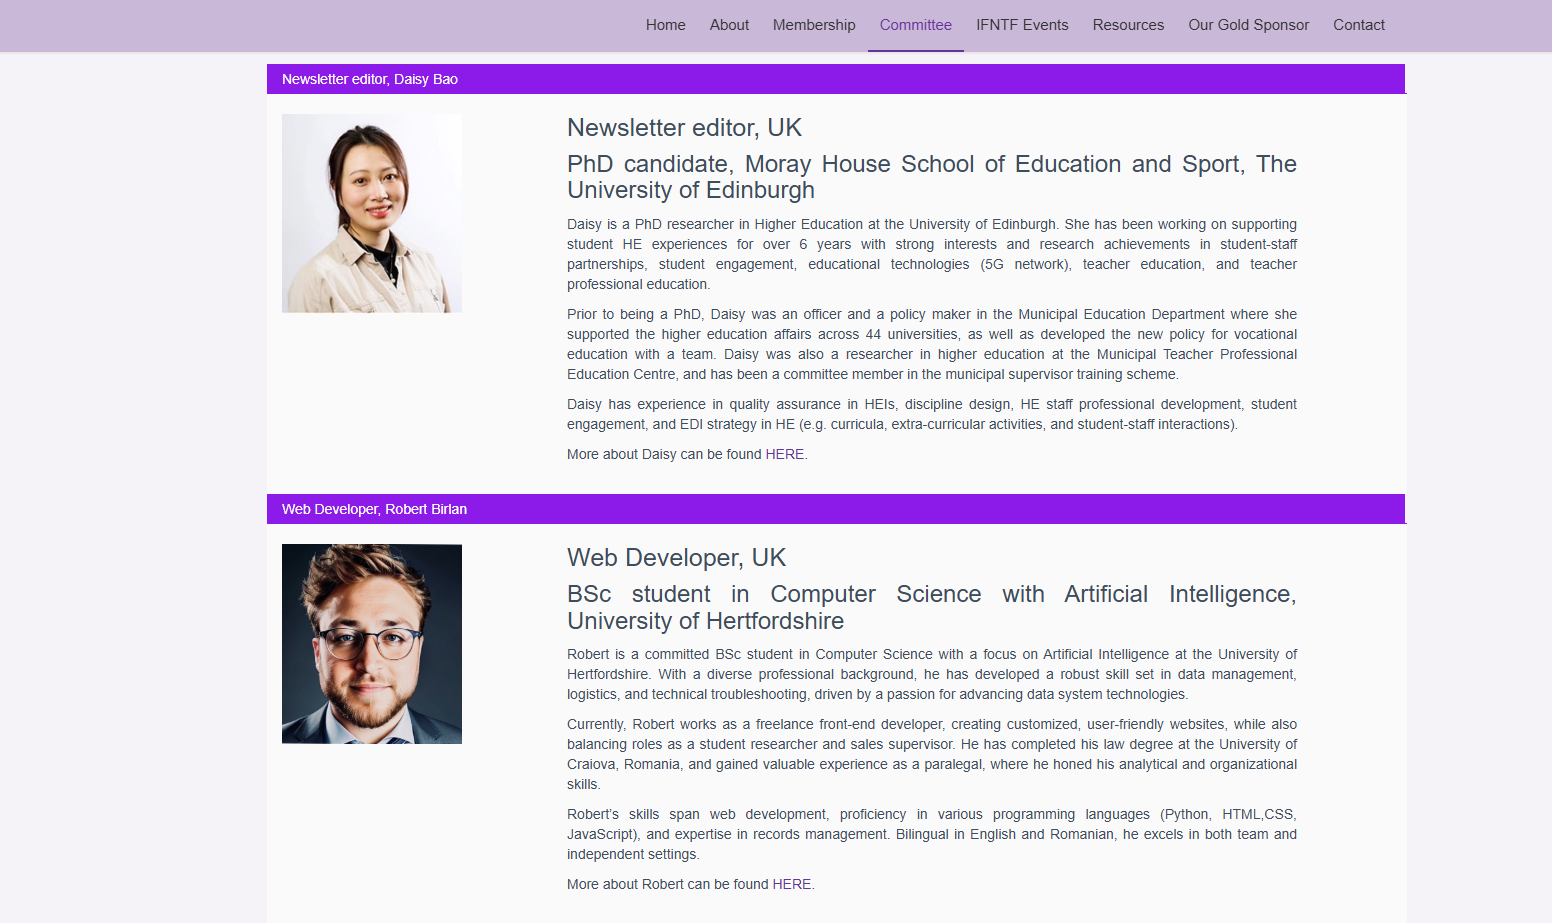 Home About Membership Committee IFNTF Events Resources Our Gold Sponsor Contact
Newsletter editor, Daisy Bao
Newsletter editor, UK
PhD candidate, Moray House School of Education and Sport, The
University of Edinburgh
Daisy is a PhD researcher in Higher Education at the University of Edinburgh. She has been working on supporting
student HE experiences for over 6 years with strong interests and research achievements in student-staff
partnerships, student engagement, educational technologies (5G network), teacher education, and teacher
professional education.
Prior to being a PhD, Daisy was an officer and a policy maker in the Municipal Education Department where she
supported the higher education affairs across 44 universities, as well as developed the new policy for vocational
education with a team. Daisy was also a researcher in higher education at the Municipal Teacher Professional
Education Centre, and has been a committee member in the municipal supervisor training scheme.
Daisy has experience in quality assurance in HEIs, discipline design, HE staff professional development, student
engagement, and EDI strategy in HE (e.g. curricula, extra-curricular activities, and student-staff interactions).
More about Daisy can be found HERE.
Web Developer, Robert Birlan
Web Developer, UK
BSc student in Computer Science with Artificial Intelligence,
University of Hertfordshire
Robert is a committed BSc student in Computer Science with a focus on Artificial Intelligence at the University of
Hertfordshire. With a diverse professional background, he has developed a robust skill set in data management,
logistics, and technical troubleshooting, driven by a passion for advancing data system technologies.
Currently, Robert works as a freelance front-end developer, creating customized, user-friendly websites, while also
balancing roles as a student researcher and sales supervisor. He has completed his law degree at the University of
Craiova, Romania, and gained valuable experience as a paralegal, where he honed his analytical and organizational
skills.
Robert’s skills span web development, proficiency in various programming languages (Python, HTML,CSS,
JavaScript), and expertise in records management. Bilingual in English and Romanian, he excels in both team and
independent settings.
More about Robert can be found HERE.